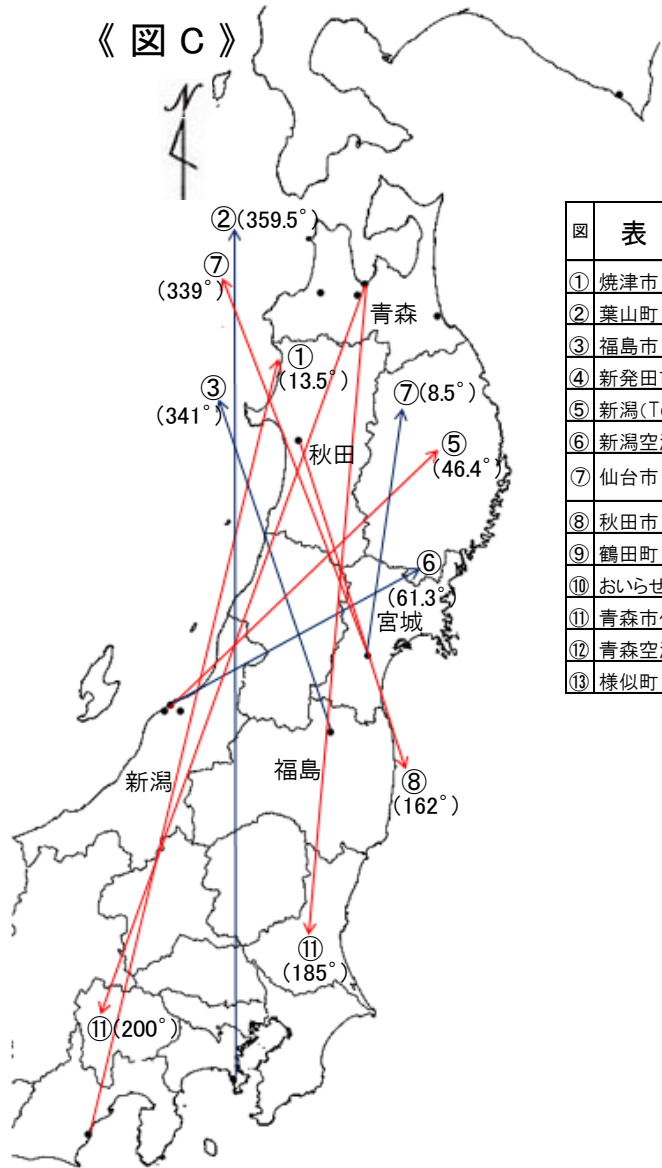 《 図 C 》
N
②(359.5°)
⑦
(339°)
青森
①
(13.5°)
③
(341°)
⑦(8.5°)
秋田
⑤
(46.4°)
⑥
(61.3°)
宮城
新潟
福島
⑧
(162°)
⑪
(185°)
⑪(200°)
図 表
① 焼津市
② 葉山町
③ 福島市
④ 新発田
⑤ 新潟(T
⑥ 新潟空
⑦ 仙台市
⑧ 秋田市
⑨ 鶴田町
⑩ おいらせ
⑪ 青森市
⑫ 青森空
⑬ 様似町